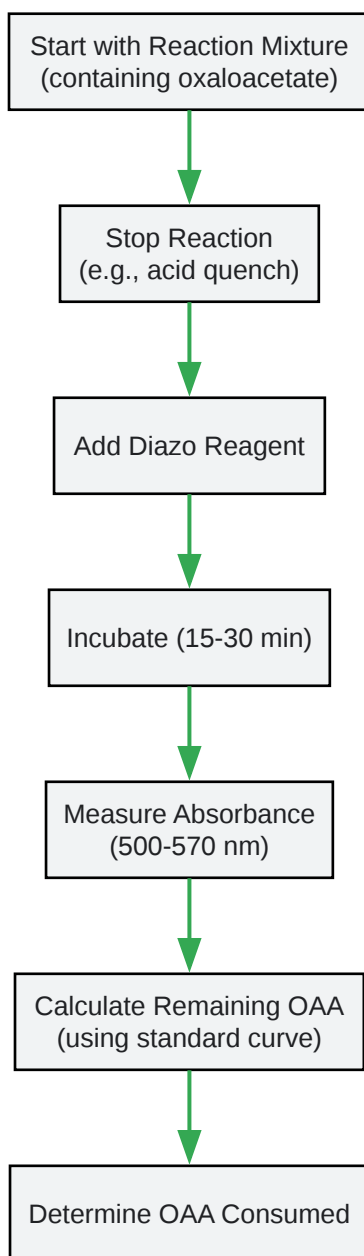 Start with Reaction Mixture
(containing oxaloacetate)
Stop Reaction
(e.g., acid quench)
Add Diazo Reagent
Incubate (15-30 min)
Measure Absorbance
(500-570 nm)
Calculate Remaining OAA
(using standard curve)
Determine OAA Consumed